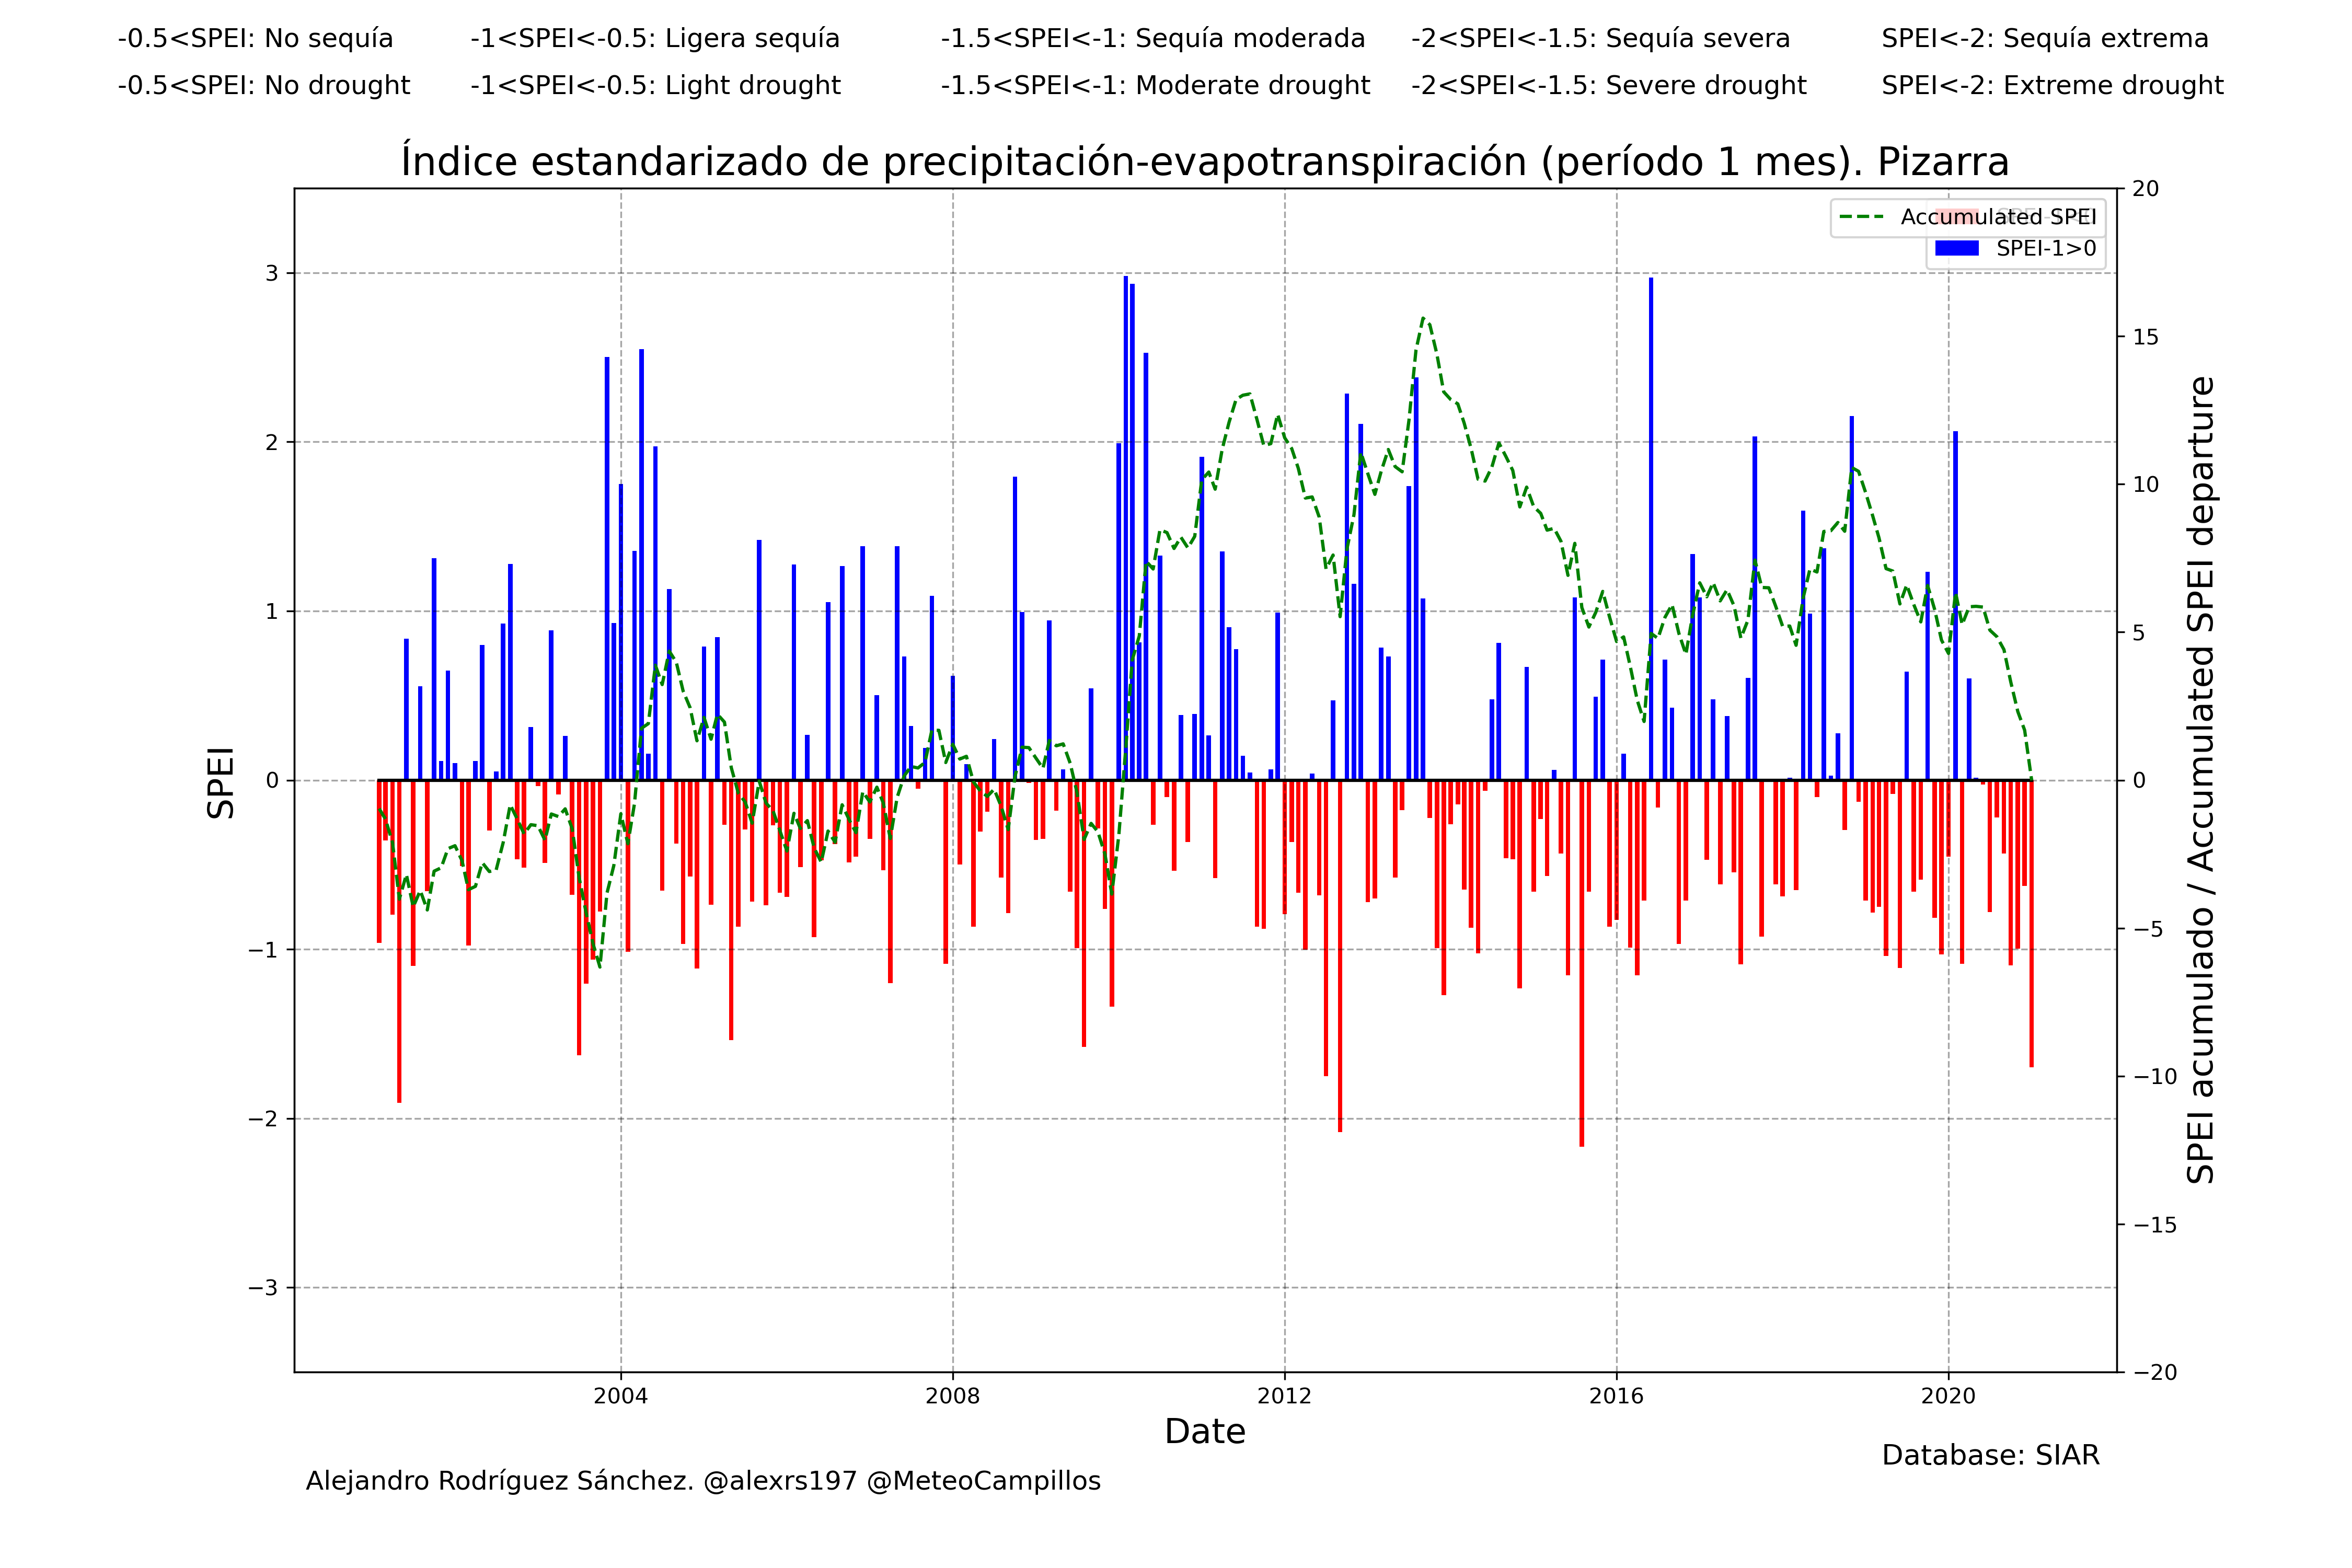 -0.5<SPEI: No sequía
-1<SPEI<-0.5: Ligera sequía
-1.5<SPEI<-1: Sequía moderada
-2<SPEI<-1.5: Sequía severa
SPEI<-2: Sequía extrema
-0.5<SPEI: No drought
-1<SPEI<-0.5: Light drought
-1.5<SPEI<-1: Moderate drought
-2<SPEI<-1.5: Severe drought
SPEI<-2: Extreme drought
Índice estandarizado de precipitación-evapotranspiración (período 1 mes). Pizarra
Accumulated SPEI
SPEI-1>0
SPEI
3
2
1
0
−1
−2
−3
20
15
10
5
0
−5
−10
−15
−20
SPEI acumulado / Accumulated SPEI departure
2004
2008
2012
2016
2020
Date
Database: SIAR
Alejandro Rodríguez Sánchez. @alexrs197 @MeteoCampillos